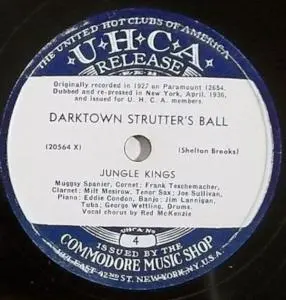 THE UNITED HOT CLUBS OF AMERICA
U·H·C·A
RELEASE
Originally recorded in 1927 on Paramount 12654.
Dubbed and re-pressed in New York, April, 1936,
and issued for U. H. C. A. members.
DARKTOWN STRUTTER'S BALL
(20564 X)
(Shelton Brooks)
JUNGLE KINGS
Muggsy Spanier, Cornet; Frank Teschemacher,
Clarinet; Milt Mesirow, Tenor Sax; Joe Sullivan,
Piano; Eddie Condon, Banjo; Jim Lannigan,
Tuba; George Wettling, Drums.
Vocal chorus by Red McKenzie
UHCA No
4
ISSUED BY THE
COMMODORE MUSIC SHOP
EAST 42ND ST. NEW YORK, N.Y. U.S.A.